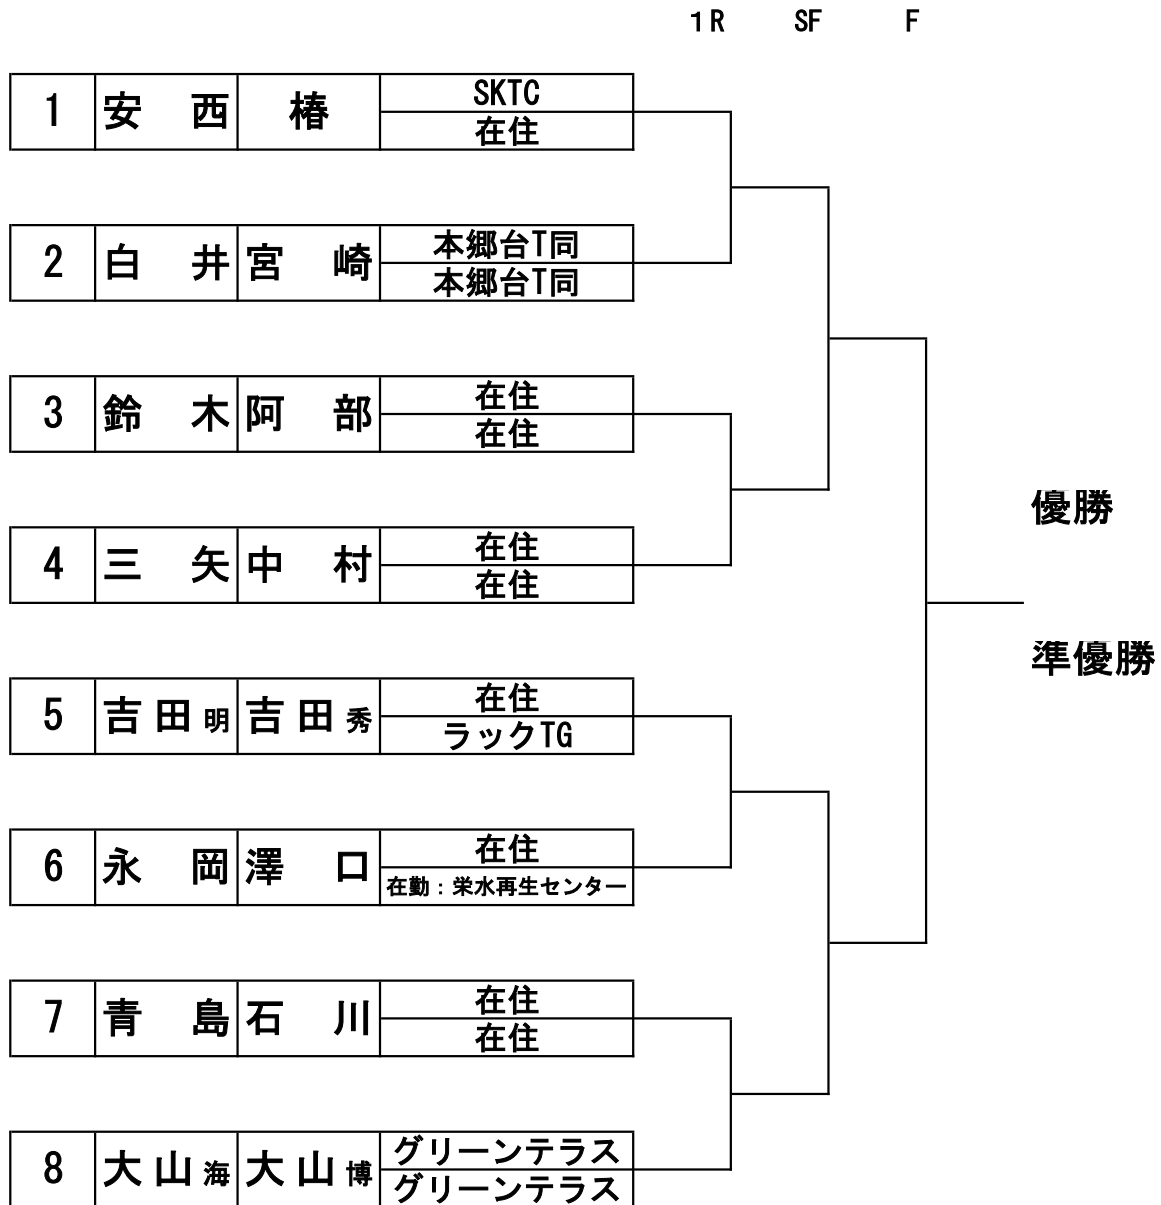 1R SF F
1 安 西 椿 SKTC
在住
2 白 井 宮 崎 本郷台T同
本郷台T同
3 鈴 木 阿 部 在住
在住
優勝
4 三 矢 中 村 在住
在住
準優勝
5 吉 田 明 吉 田 秀 在住
ラックTG
6 永 岡 澤 口 在住
在勤：栄水再生センター
7 青 島 石 川 在住
在住
8 大 山 海 大 山 博 グリーンテラス
グリーンテラス